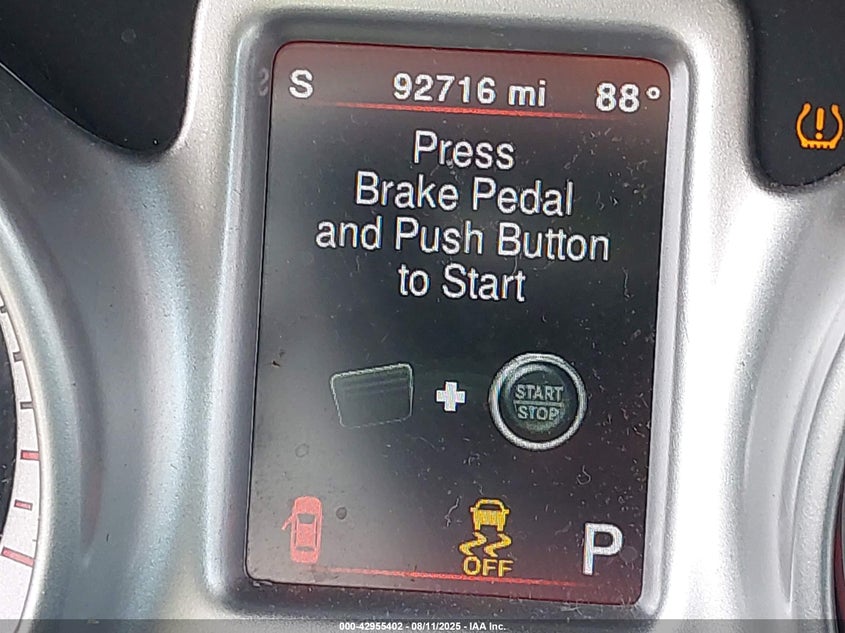 S 92716 mi 88°
Press
Brake Pedal
and Push Button
to Start
START
STOP
OFF P
000-42955402 - 08/11/2025 - IAA Inc.